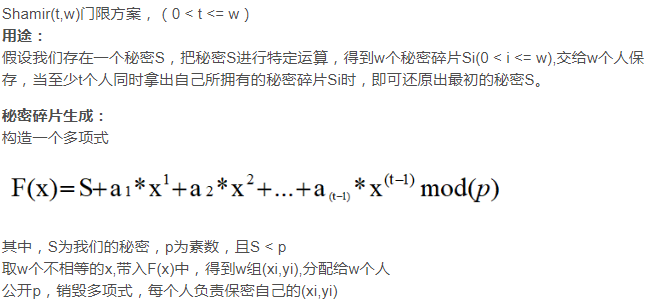 Shamir(t,w)门限方案，（0 < t <= w）
用途：
假设我们存在一个秘密S，把秘密S进行特定运算，得到w个秘密碎片Si(0 < i <= w),交给w个人保
存，当至少t个人同时拿出自己所拥有的秘密碎片Si时，即可还原出最初的秘密S。
秘密碎片生成：
构造一个多项式
F(x)=S+a₁*x¹+a₂*x²+...+a₍ₜ₋₁₎*x⁽ᵗ⁻¹⁾ mod(p)
其中，S为我们的秘密，p为素数，且S < p
取w个不相等的x,带入F(x)中，得到w组(xi,yi),分配给w个人
公开p，销毁多项式，每个人负责保密自己的(xi,yi)